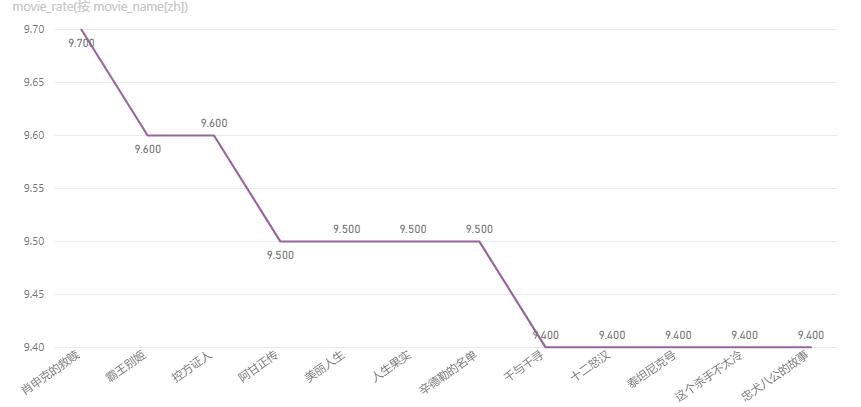 movie_rate(按 movie_name[zh])
9.70
9.700
9.65
9.600
9.60
9.600
9.55
9.500
9.500
9.500
9.50
9.500
9.45
9.400
9.400
9.400
9.400
9.400
9.40
肖申克的救赎
霸王别姬
控方证人
阿甘正传
美丽人生
人生果实
辛德勒的名单
千与千寻
十二怒汉
泰坦尼克号
这个杀手不太冷
忠犬八公的故事